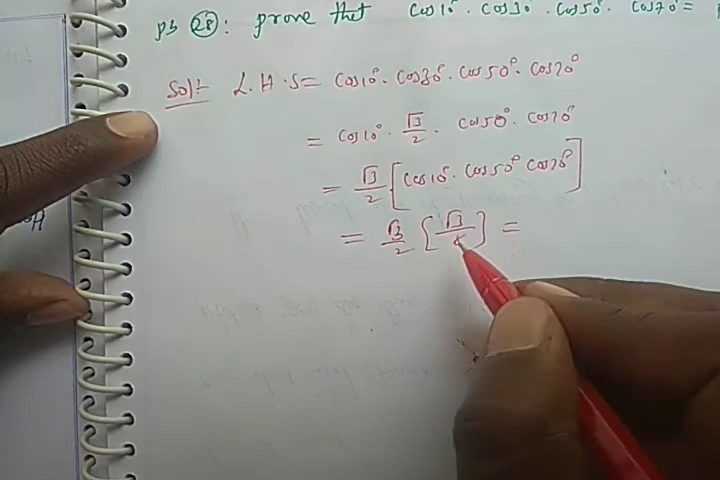 pb 28: prove that cos10°. cos30°. cos50°. cos70°=
Sol:- L.H.S= cos10°. cos30°. cos50°. cos70°
= cos10°. √3/2. cos50°. cos70°
= √3/2 [cos10°. cos50° cos70°]
= √3/2 [√3/8] =